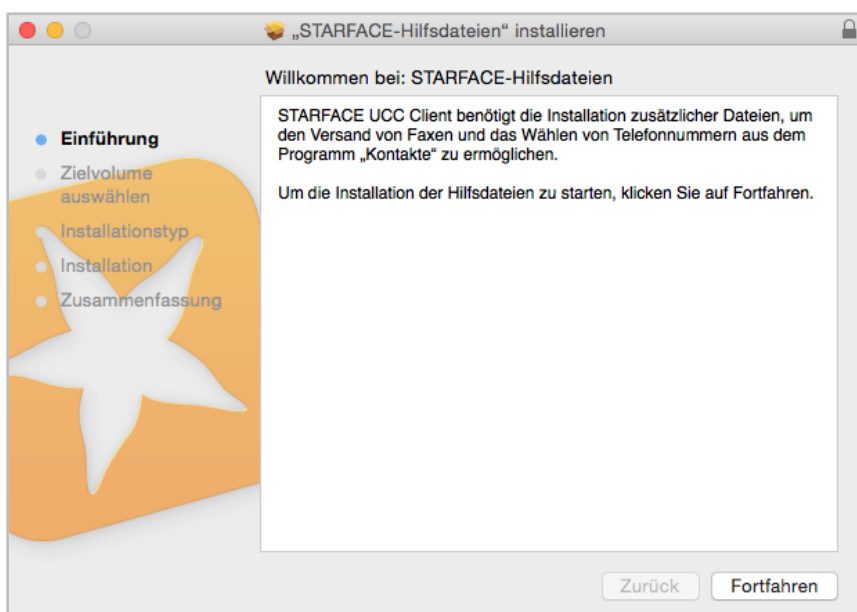 „STARFACE-Hilfsdateien“ installieren
Willkommen bei: STARFACE-Hilfsdateien
Einführung
Zielvolume
auswählen
Installationstyp
Installation
Zusammenfassung
STARFACE UCC Client benötigt die Installation zusätzlicher Dateien, um
den Versand von Faxen und das Wählen von Telefonnummern aus dem
Programm „Kontakte“ zu ermöglichen.
Um die Installation der Hilfsdateien zu starten, klicken Sie auf Fortfahren.
Zurück
Fortfahren